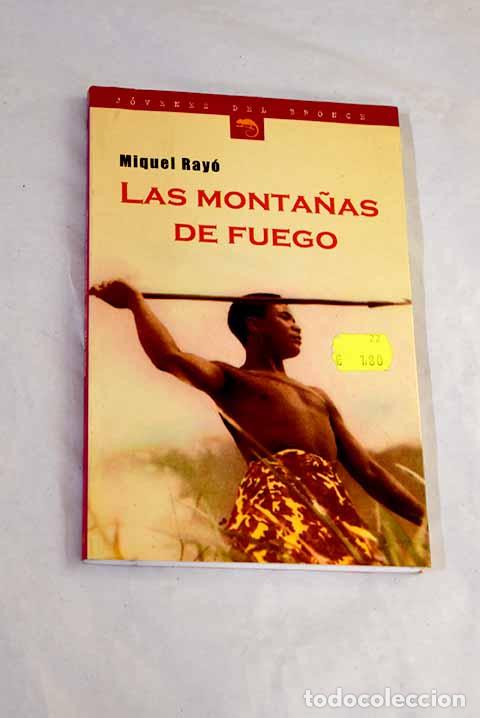 JÓVENES DEL BRONCE
Miquel Rayó
LAS MONTAÑAS
DE FUEGO
22
€ 1.80
todocoleccion